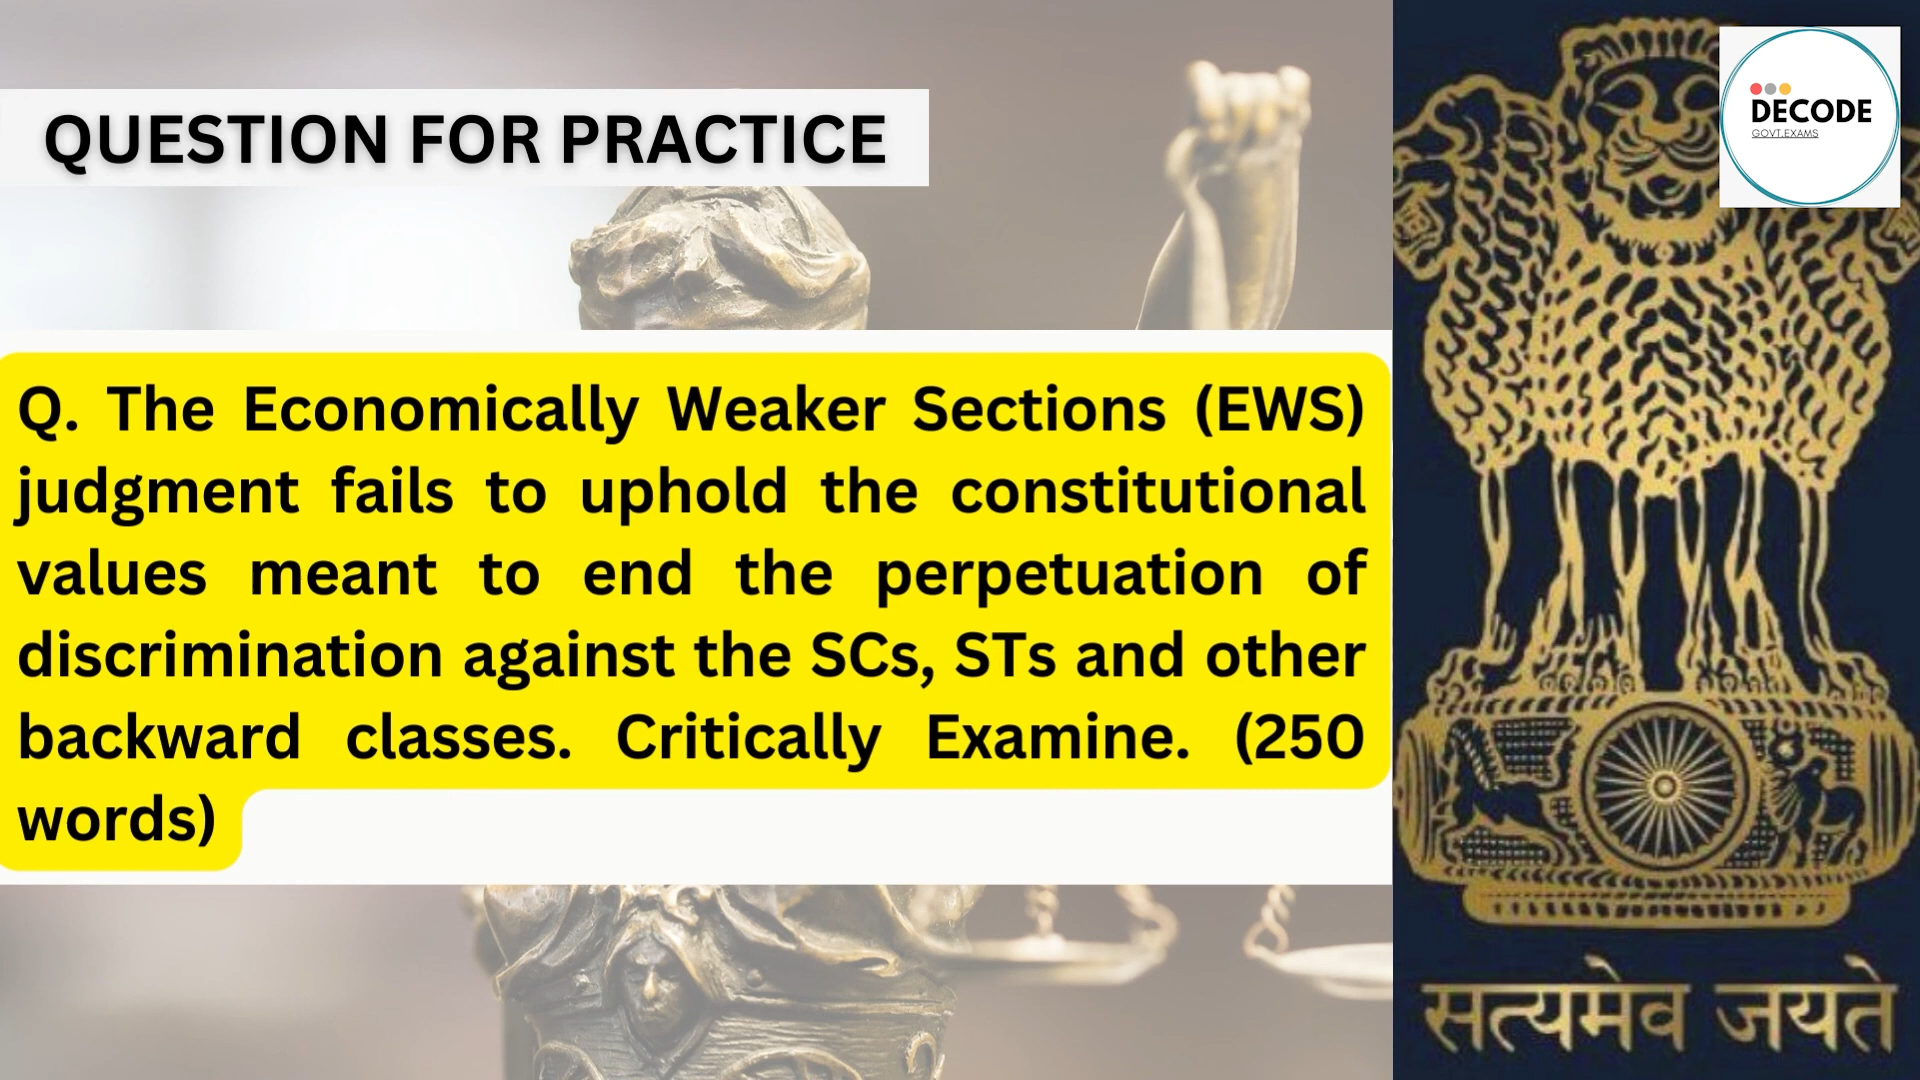 QUESTION FOR PRACTICE
DECODE
GOVT.EXAMS
Q. The Economically Weaker Sections (EWS)
judgment fails to uphold the constitutional
values meant to end the perpetuation of
discrimination against the SCs, STs and other
backward classes. Critically Examine. (250
words)
सत्यमेव जयते